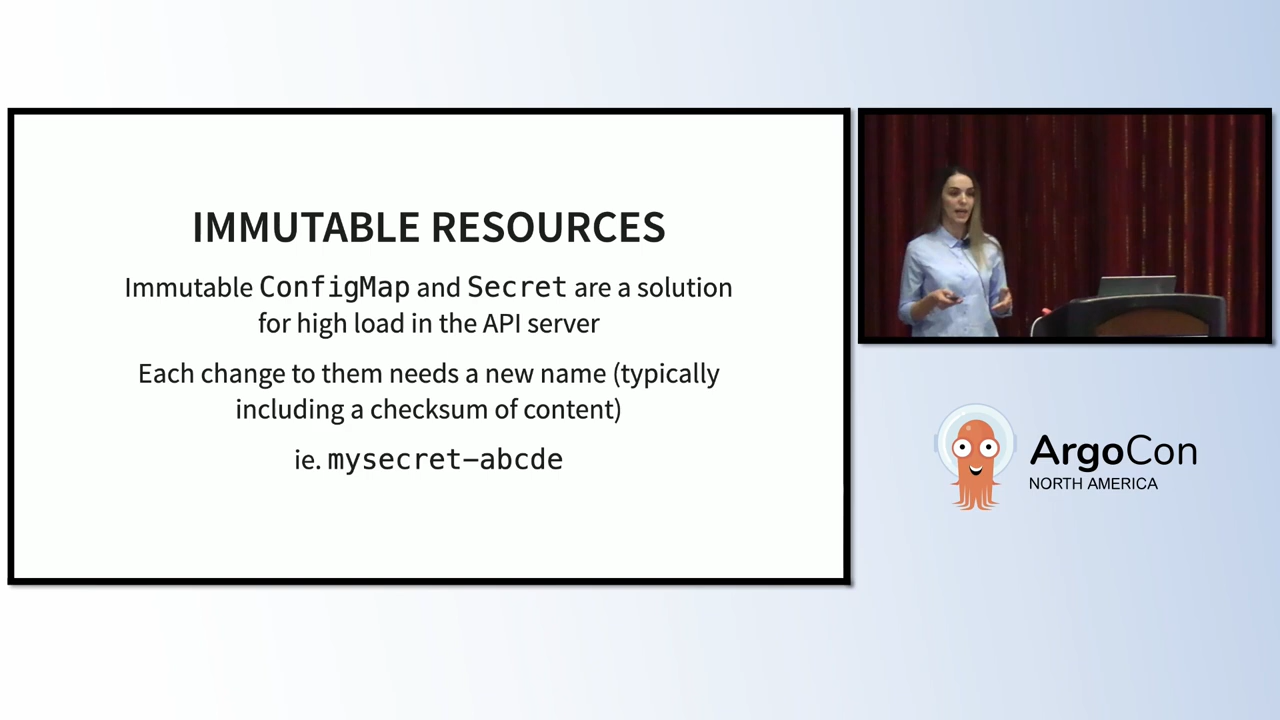 IMMUTABLE RESOURCES
Immutable ConfigMap and Secret are a solution
for high load in the API server
Each change to them needs a new name (typically
including a checksum of content)
ie. mysecret-abcde
ArgoCon
NORTH AMERICA